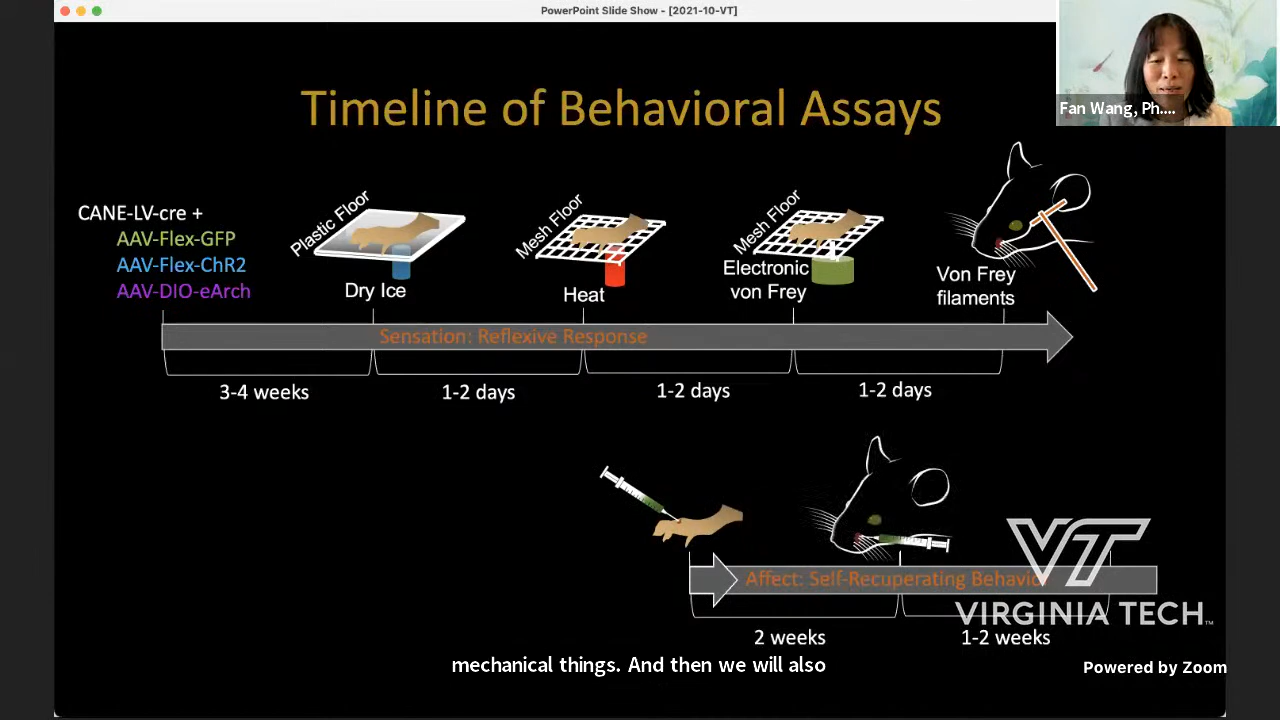 PowerPoint Slide Show - [2021-10-VT]
Fan Wang, Ph....
Timeline of Behavioral Assays
CANE-LV-cre +
AAV-Flex-GFP
AAV-Flex-ChR2
AAV-DIO-eArch
Plastic Floor
Dry Ice
Mesh Floor
Heat
Mesh Floor
Electronic
von Frey
Von Frey
filaments
Sensation: Reflexive Response
3-4 weeks
1-2 days
1-2 days
1-2 days
Affect: Self-Recuperating Behavior
VT
VIRGINIA TECH™
2 weeks
1-2 weeks
mechanical things. And then we will also
Powered by Zoom